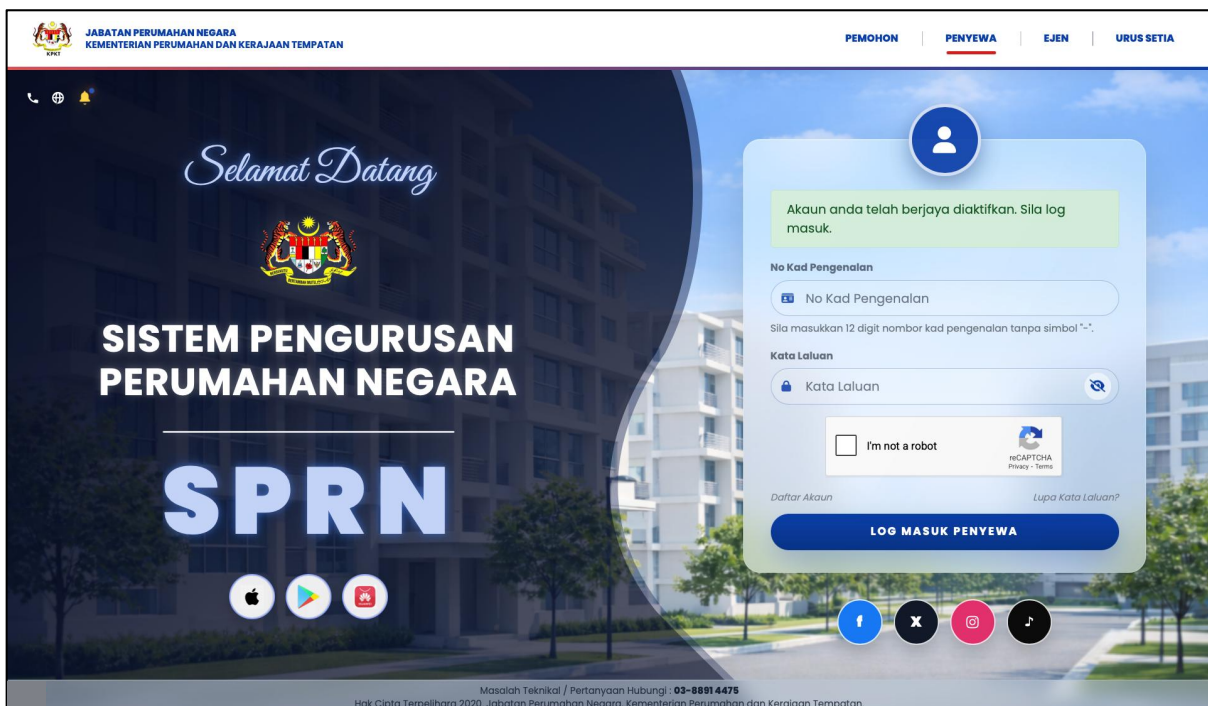 JABATAN PERUMAHAN NEGARA
KEMENTERIAN PERUMAHAN DAN KERAJAAN TEMPATAN
KPKT
PEMOHON
PENYEWA
EJEN
URUS SETIA
Selamat Datang
SISTEM PENGURUSAN
PERUMAHAN NEGARA
SPRN
Akaun anda telah berjaya diaktifkan. Sila log
masuk.
No Kad Pengenalan
No Kad Pengenalan
Sila masukkan 12 digit nombor kad pengenalan tanpa simbol "-".
Kata Laluan
Kata Laluan
I'm not a robot
reCAPTCHA
Privacy - Terms
Daftar Akaun
Lupa Kata Laluan?
LOG MASUK PENYEWA
Masalah Teknikal / Pertanyaan Hubungi : 03-8891 4475
Hak Cipta Terpelihara 2020, Jabatan Perumahan Negara, Kementerian Perumahan dan Kerajaan Tempatan